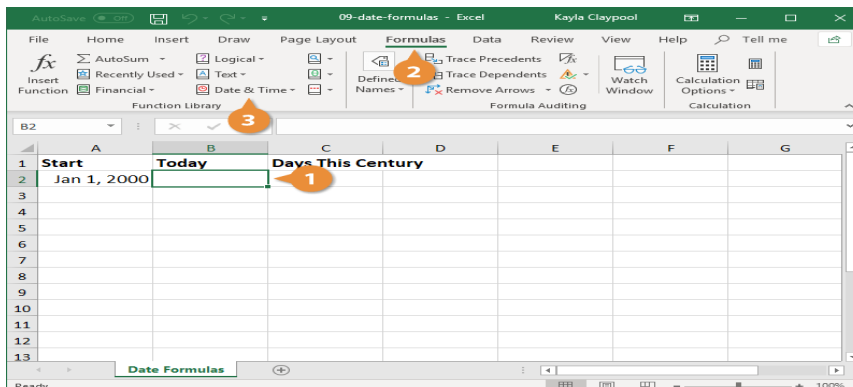 AutoSave Off 09-date-formulas - Excel Kayla Claypool
File Home Insert Draw Page Layout Formulas Data Review View Help Tell me
fx AutoSum Logical Trace Precedents fx
Insert Function Recently Used Text Defined Names 2 Trace Dependents Watch Window Calculation Options
Financial Date & Time Remove Arrows fx
Function Library Formula Auditing Calculation
B2 3
A B C D E F G
1 Start Today Days This Century
2 Jan 1, 2000 1
3
4
5
6
7
8
9
10
11
12
13
Date Formulas
Ready 100%